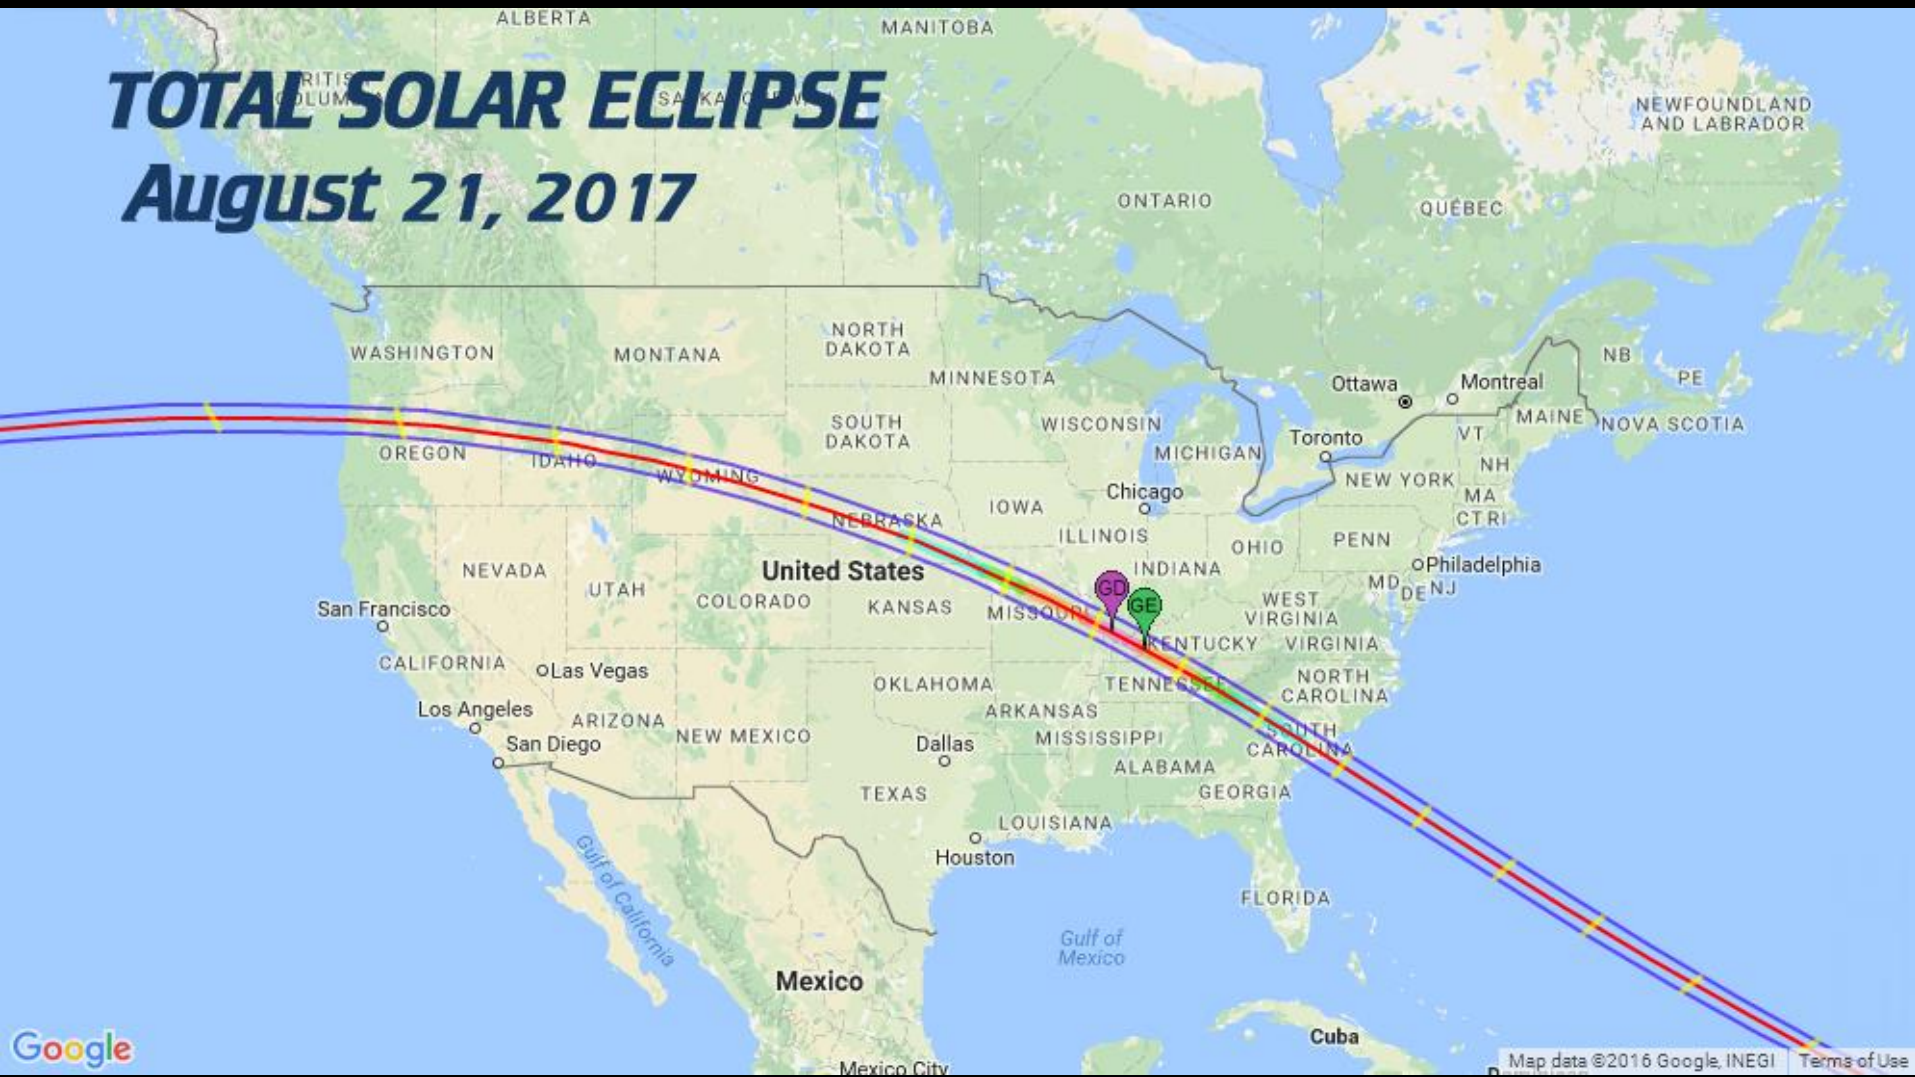 ALBERTA
MANITOBA
TOTAL SOLAR ECLIPSE
August 21, 2017
NEWFOUNDLAND
AND LABRADOR
ONTARIO
QUÉBEC
WASHINGTON
MONTANA
NORTH
DAKOTA
MINNESOTA
Ottawa
Montreal
NB
PE
SOUTH
DAKOTA
WISCONSIN
MICHIGAN
Toronto
VT
MAINE
NOVA SCOTIA
OREGON
IDAHO
WYOMING
NH
NEW YORK
MA
CT RI
Chicago
IOWA
NEBRASKA
ILLINOIS
OHIO
PENN
INDIANA
Philadelphia
NEVADA
United States
UTAH
COLORADO
KANSAS
MISSOURI
GD
GE
MD
DE
NJ
WEST
VIRGINIA
San Francisco
KENTUCKY
VIRGINIA
CALIFORNIA
Las Vegas
OKLAHOMA
TENNESSEE
NORTH
CAROLINA
Los Angeles
ARIZONA
NEW MEXICO
ARKANSAS
MISSISSIPPI
SOUTH
CAROLINA
San Diego
Dallas
ALABAMA
TEXAS
GEORGIA
LOUISIANA
Houston
Gulf of California
FLORIDA
Gulf of
Mexico
Mexico
Cuba
Google
Mexico City
Map data ©2016 Google, INEGI
Terms of Use